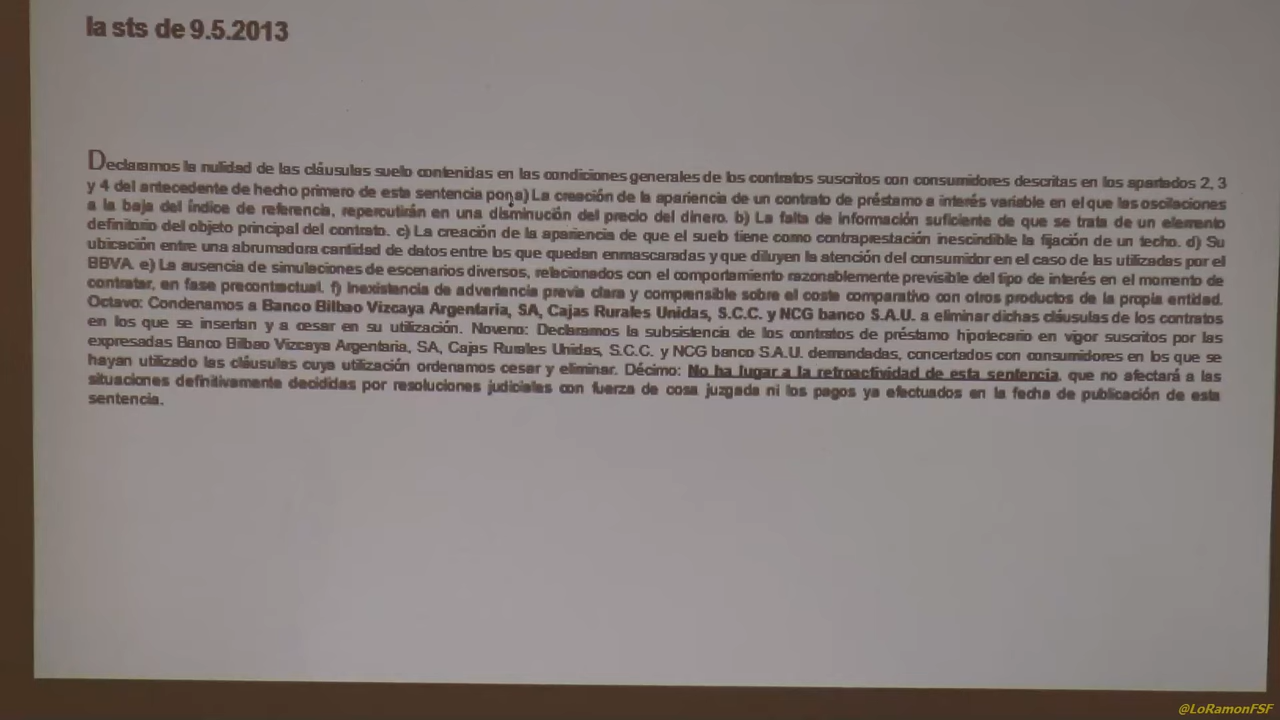 la sts de 9.5.2013
Declaramos la nulidad de las cláusulas suelo contenidas en las condiciones generales de los contratos suscritos con consumidores descritas en los apartados 2, 3
y 4 del antecedente de hecho primero de esta sentencia por:a) La creación de la apariencia de un contrato de préstamo a interés variable en el que las oscilaciones
a la baja del índice de referencia, repercutirán en una disminución del precio del dinero. b) La falta de información suficiente de que se trata de un elemento
definitorio del objeto principal del contrato. c) La creación de la apariencia de que el suelo tiene como contraprestación inescindible la fijación de un techo. d) Su
ubicación entre una abrumadora cantidad de datos entre los que quedan enmascaradas y que diluyen la atención del consumidor en el caso de las utilizadas por el
BBVA. e) La ausencia de simulaciones de escenarios diversos, relacionados con el comportamiento razonablemente previsible del tipo de interés en el momento de
contratar, en fase precontractual. f) Inexistencia de advertencia previa clara y comprensible sobre el coste comparativo con otros productos de la propia entidad.
Octavo: Condenamos a Banco Bilbao Vizcaya Argentaria, SA, Cajas Rurales Unidas, S.C.C. y NCG banco S.A.U. a eliminar dichas cláusulas de los contratos
en los que se insertan y a cesar en su utilización. Noveno: Declaramos la subsistencia de los contratos de préstamo hipotecario en vigor suscritos por las
expresadas Banco Bilbao Vizcaya Argentaria, SA, Cajas Rurales Unidas, S.C.C. y NCG banco S.A.U. demandadas, concertados con consumidores en los que se
hayan utilizado las cláusulas cuya utilización ordenamos cesar y eliminar. Décimo: No ha lugar a la retroactividad de esta sentencia, que no afectará a las
situaciones definitivamente decididas por resoluciones judiciales con fuerza de cosa juzgada ni los pagos ya efectuados en la fecha de publicación de esta
sentencia.
@LoRamonFSF